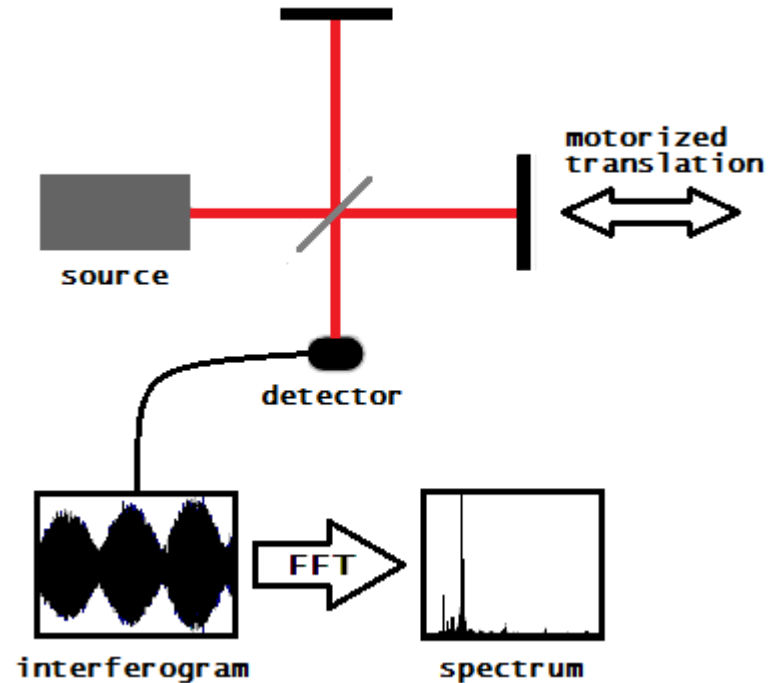 motorized
translation
source
detector
FFT
interferogram
spectrum